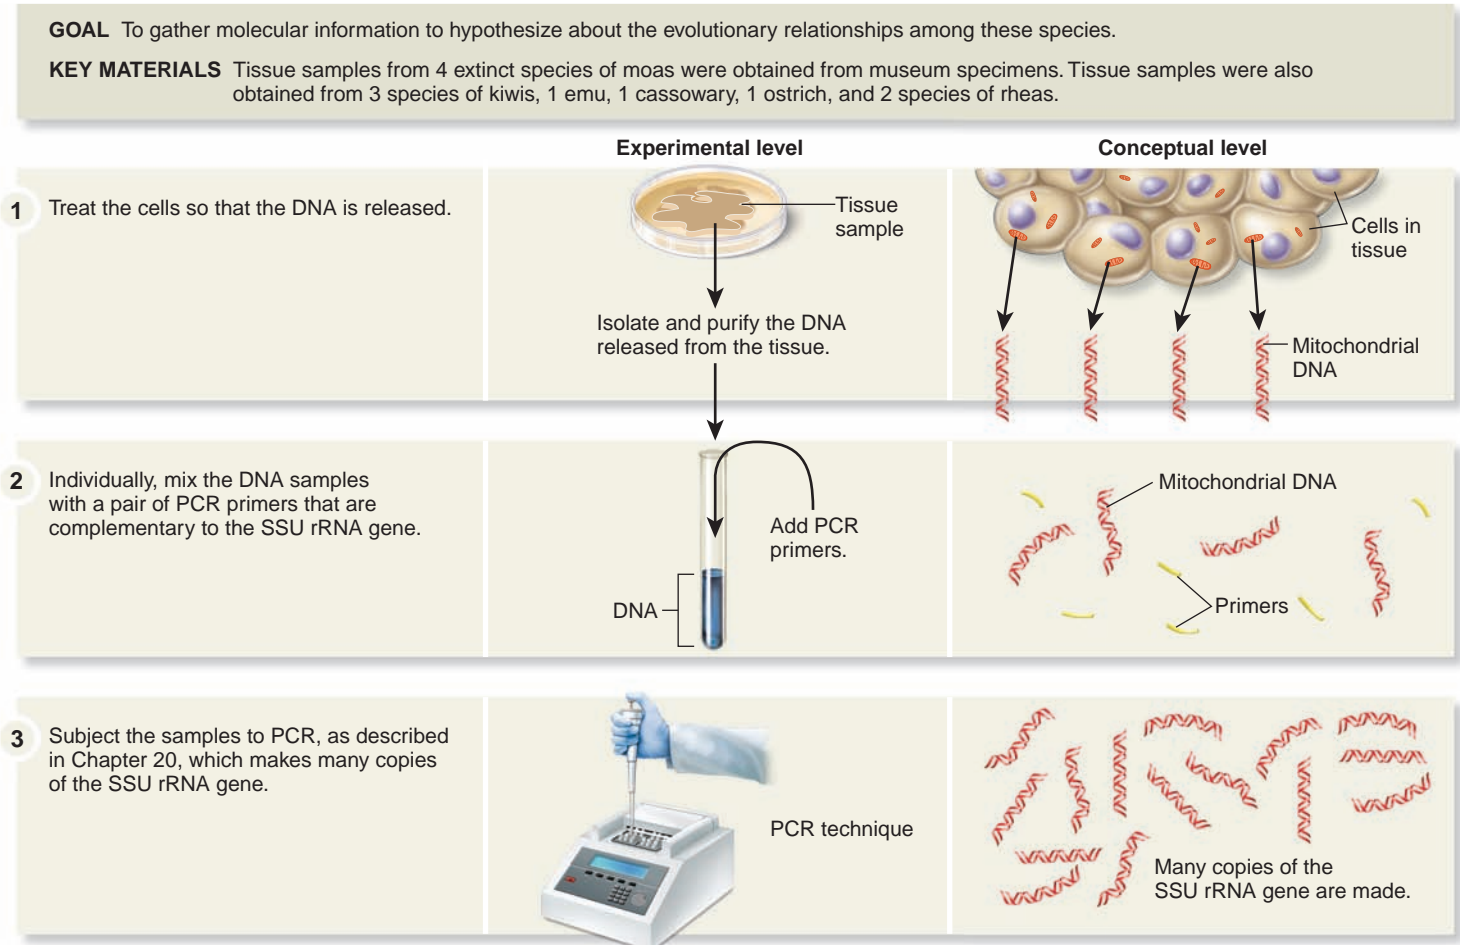 GOAL To gather molecular information to hypothesize about the evolutionary relationships among these species.
KEY MATERIALS Tissue samples from 4 extinct species of moas were obtained from museum specimens. Tissue samples were also
obtained from 3 species of kiwis, 1 emu, 1 cassowary, 1 ostrich, and 2 species of rheas.
Experimental level
Conceptual level
1
Treat the cells so that the DNA is released.
Tissue
sample
Isolate and purify the DNA
released from the tissue.
Cells in
tissue
Mitochondrial
DNA
2
Individually, mix the DNA samples
with a pair of PCR primers that are
complementary to the SSU rRNA gene.
Add PCR
primers.
DNA
Mitochondrial DNA
Primers
3
Subject the samples to PCR, as described
in Chapter 20, which makes many copies
of the SSU rRNA gene.
PCR technique
Many copies of the
SSU rRNA gene are made.